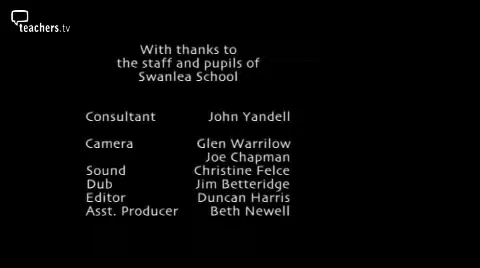 teachers.tv
With thanks to
the staff and pupils of
Swanlea School
Consultant John Yandell
Camera Glen Warrilow
Joe Chapman
Sound Christine Felce
Dub Jim Betteridge
Editor Duncan Harris
Asst. Producer Beth Newell